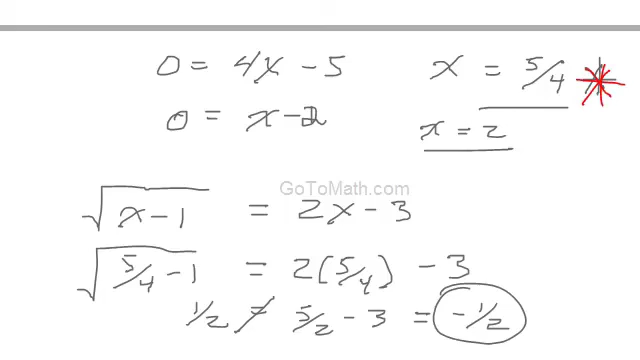 0 = 4x - 5    x = 5/4
0 = x - 2    x = 2
GoToMath.com
√(x - 1) = 2x - 3
√(5/4 - 1) = 2(5/4) - 3
1/2 ≠ 5/2 - 3 = -1/2